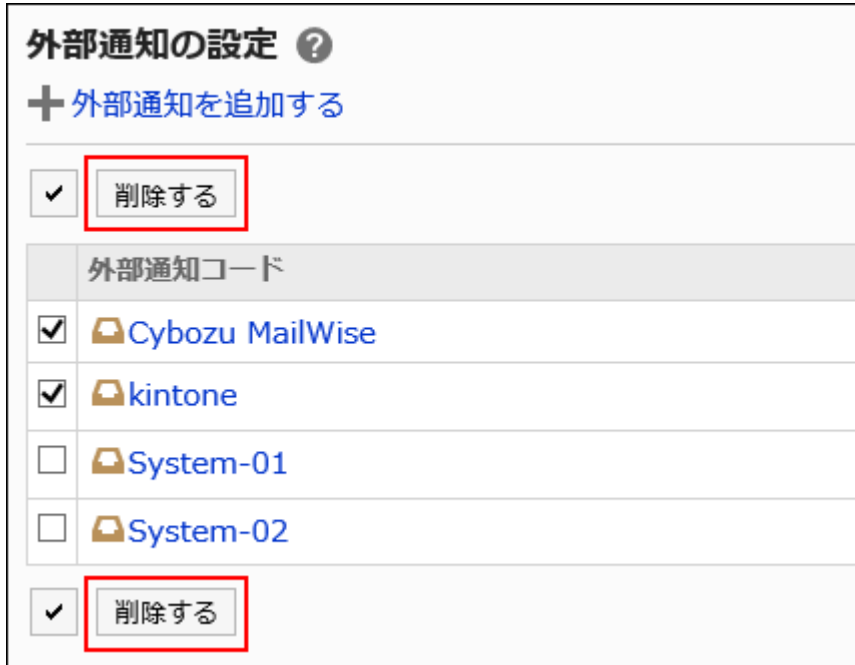 外部通知の設定 ?
外部通知を追加する
削除する
外部通知コード
Cybozu MailWise
kintone
System-01
System-02
削除する